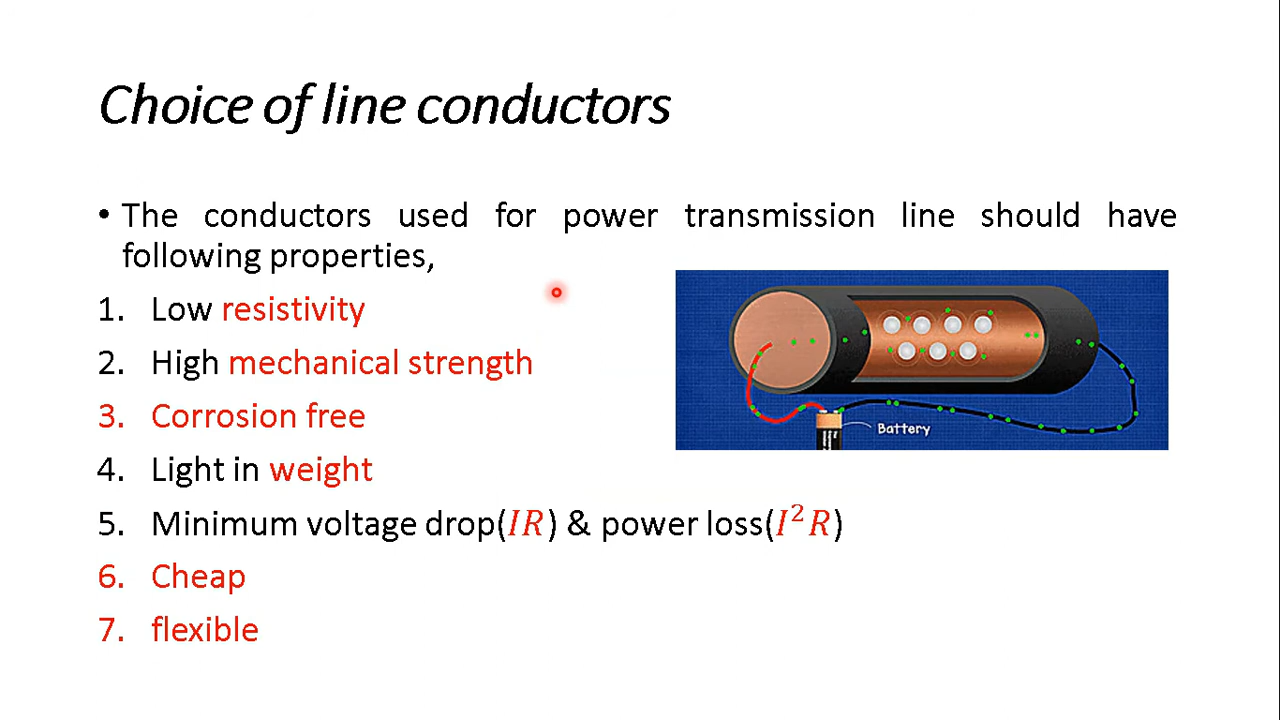 Choice of line conductors
• The conductors used for power transmission line should have
following properties,
1. Low resistivity
2. High mechanical strength
3. Corrosion free
4. Light in weight
5. Minimum voltage drop(IR) & power loss(I²R)
6. Cheap
7. flexible
Battery